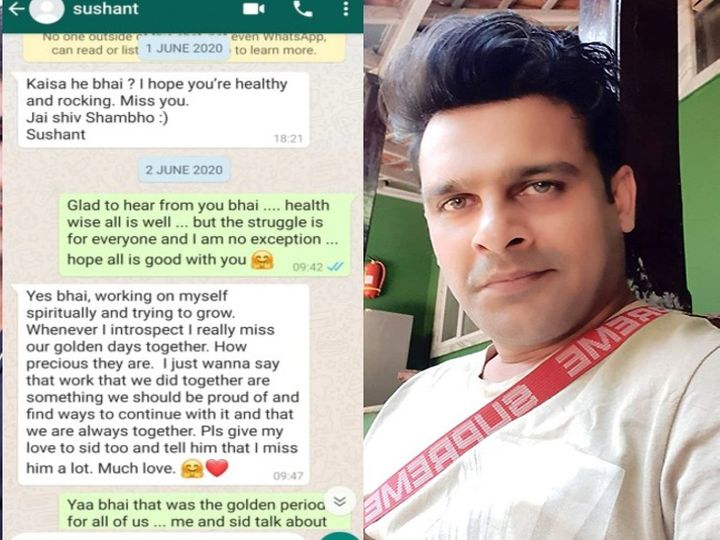 sushant
No one outside of this chat, not even WhatsApp,
can read or list to learn more.
1 JUNE 2020
Kaisa he bhai ? I hope you're healthy
and rocking. Miss you.
Jai shiv Shambho :)
Sushant
18:21
2 JUNE 2020
Glad to hear from you bhai .... health
wise all is well ... but the struggle is
for everyone and I am no exception ...
hope all is good with you 🤗
09:42
Yes bhai, working on myself
spiritually and trying to grow.
Whenever I introspect I really miss
our golden days together. How
precious they are. I just wanna say
that work that we did together are
something we should be proud of and
find ways to continue with it and that
we are always together. Pls give my
love to sid too and tell him that I miss
him a lot. Much love. 🤗❤️
09:47
Yaa bhai that was the golden period
for all of us ... me and sid talk about
SUPREME
SUPREME